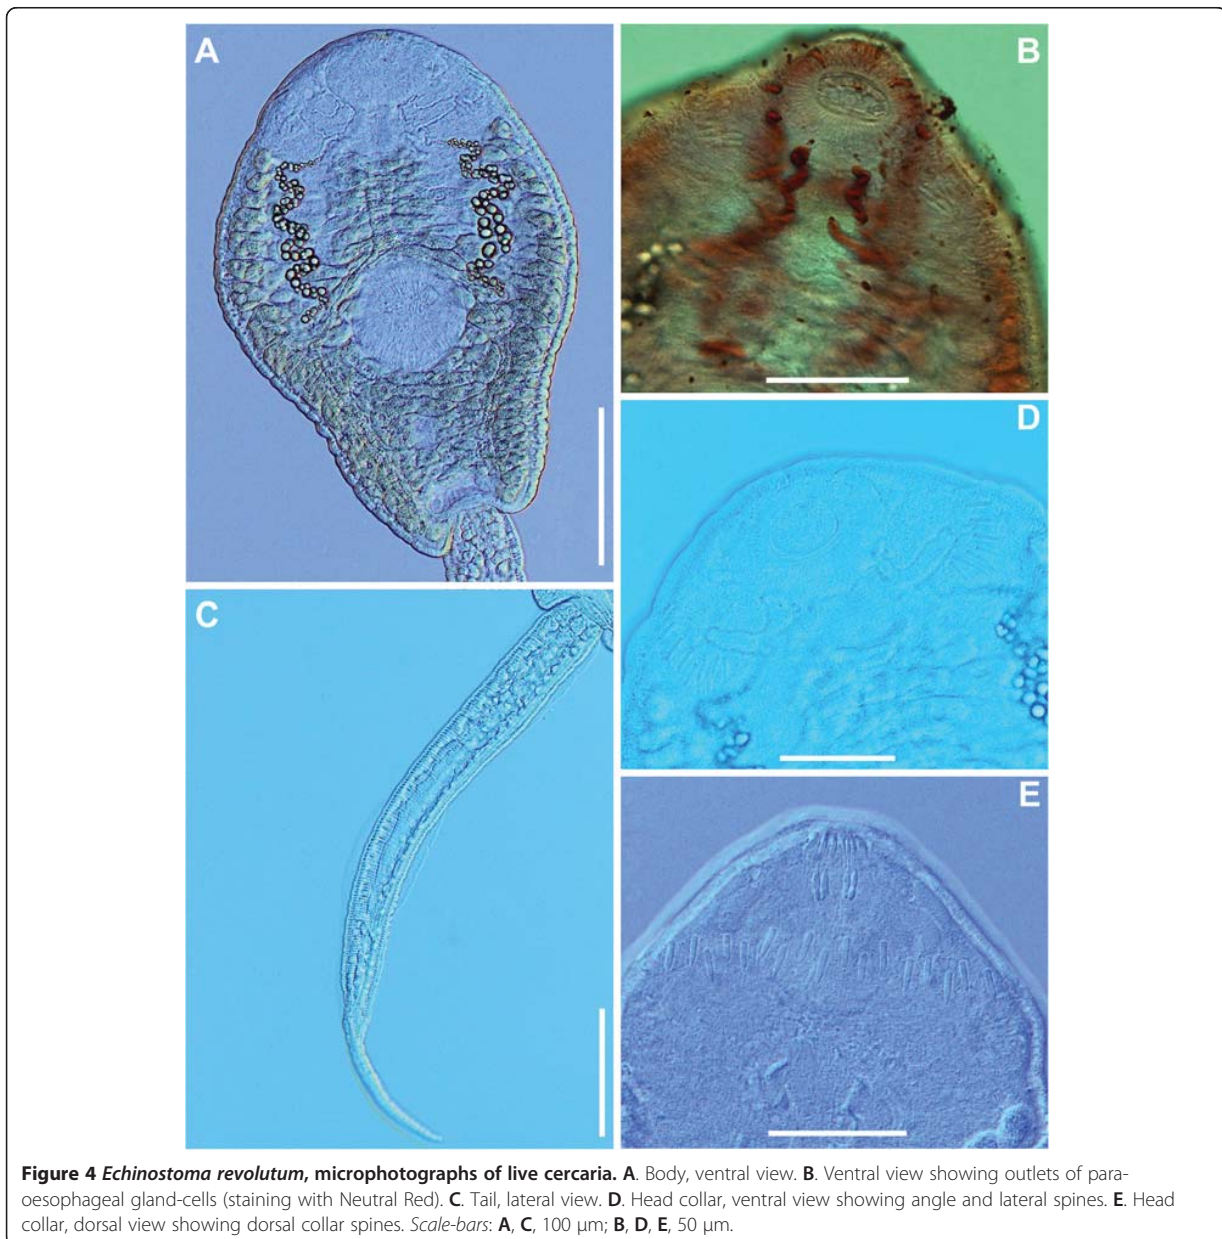 A
B
D
C
E
Figure 4 Echinostoma revolutum, microphotographs of live cercaria. A. Body, ventral view. B. Ventral view showing outlets of para-
oesophageal gland-cells (staining with Neutral Red). C. Tail, lateral view. D. Head collar, ventral view showing angle and lateral spines. E. Head
collar, dorsal view showing dorsal collar spines. Scale-bars: A, C, 100 μm; B, D, E, 50 μm.